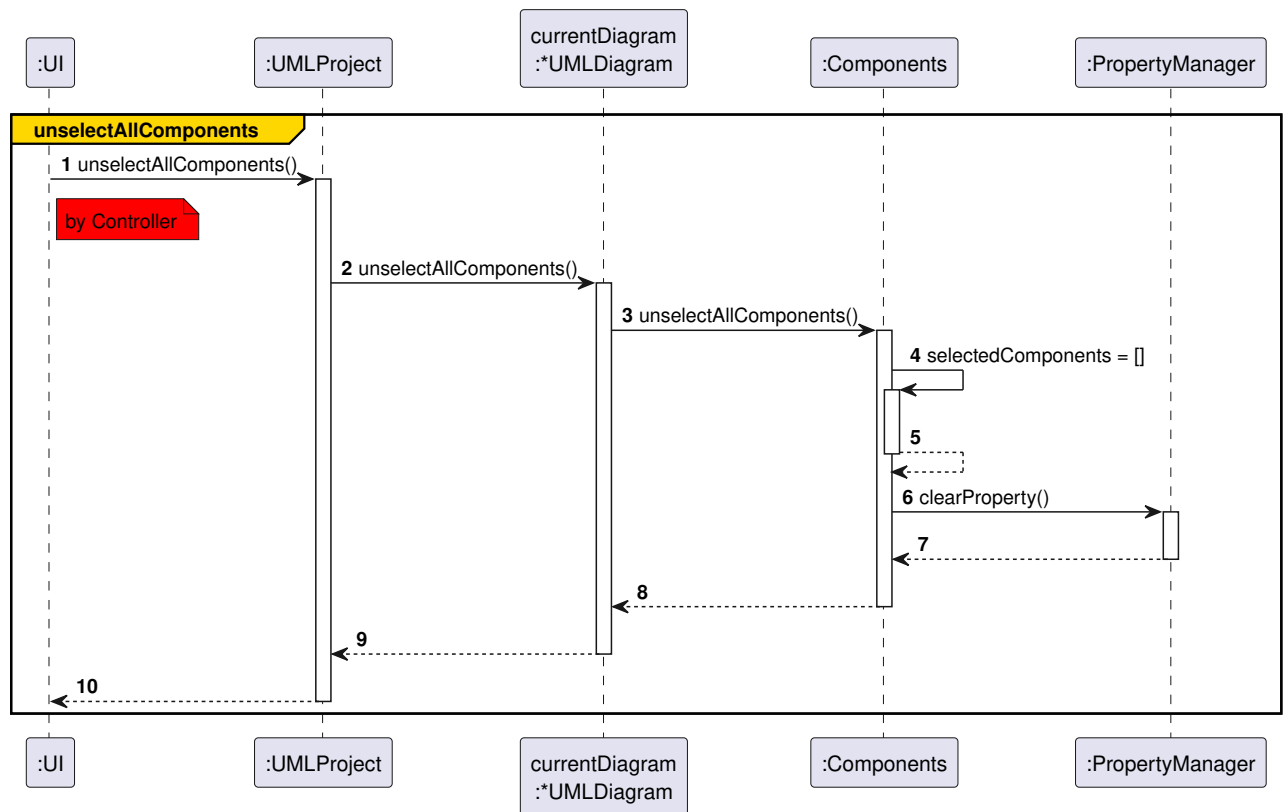 :UI
:UMLProject
currentDiagram
:*UMLDiagram
:Components
:PropertyManager
unselectAllComponents
1 unselectAllComponents()
by Controller
2 unselectAllComponents()
3 unselectAllComponents()
4 selectedComponents = []
5
6 clearProperty()
7
8
9
10
:UI
:UMLProject
currentDiagram
:*UMLDiagram
:Components
:PropertyManager